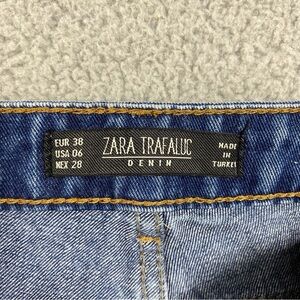 EUR 38
USA 06
MEX 28
ZARA TRAFALUC
DENIM
MADE
IN
TURKEY